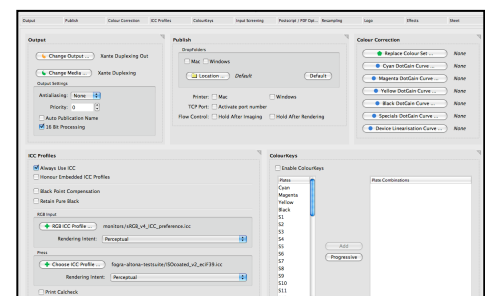 Output Publish Colour Correction ICC Profiles ColourKeys Input Screening Postscript / PDF Opt... Resampling Logo Effects Sheet
Output
Change Output ... Xante Duplexing Out
Change Media ... Xante Duplexing
Output Settings
Antialiasing: None
Priority: 0
Auto Publication Name
16 Bit Processing
Publish
DropFolders
Mac Windows
Location ... Default Default
Printer: Mac Windows
TCP Port: Activate port number
Flow Control: Hold After Imaging Hold After Rendering
Colour Correction
Replace Colour Set ... None
Cyan DotGain Curve ... None
Magenta DotGain Curve ... None
Yellow DotGain Curve ... None
Black DotGain Curve ... None
Specials DotGain Curve ... None
Device Linearisation Curve ... None
ICC Profiles
Always Use ICC
Honour Embedded ICC Profiles
Black Point Compensation
Retain Pure Black
RGB Input
RGB ICC Profile ... monitors/sRGB_v4_ICC_preference.icc
Rendering Intent: Perceptual
Press
Choose ICC Profile ... fogra-altona-testsuite/ISOcoated_v2_eciF39.icc
Rendering Intent: Perceptual
Print Calcheck
ColourKeys
Enable ColourKeys
Plates
Cyan
Magenta
Yellow
Black
S1
S2
S3
S4
S5
S6
S7
S8
S9
S10
S11
Add
Progressive
Plate Combinations